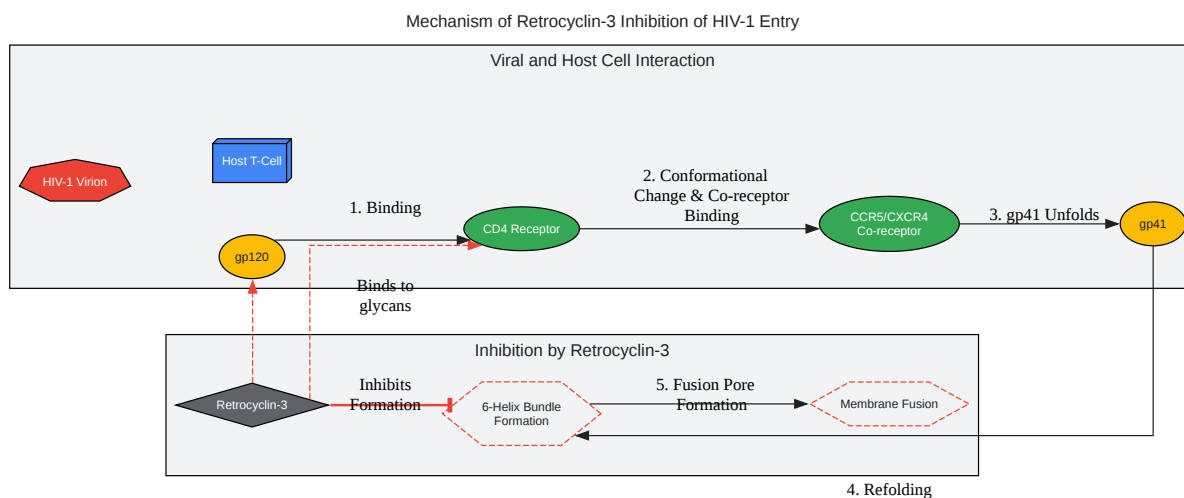 Mechanism of Retrocyclin-3 Inhibition of HIV-1 Entry
Viral and Host Cell Interaction
Host T-Cell
HIV-1 Virion
2. Conformational
Change & Co-receptor
Binding
1. Binding
CD4 Receptor
CCR5/CXCR4
Co-receptor
3. gp41 Unfolds
gp41
gp120
Binds to
glycans
Inhibition by Retrocyclin-3
Retrocyclin-3
Inhibits
Formation
6-Helix Bundle
Formation
5. Fusion Pore
Formation
Membrane Fusion
4. Refolding